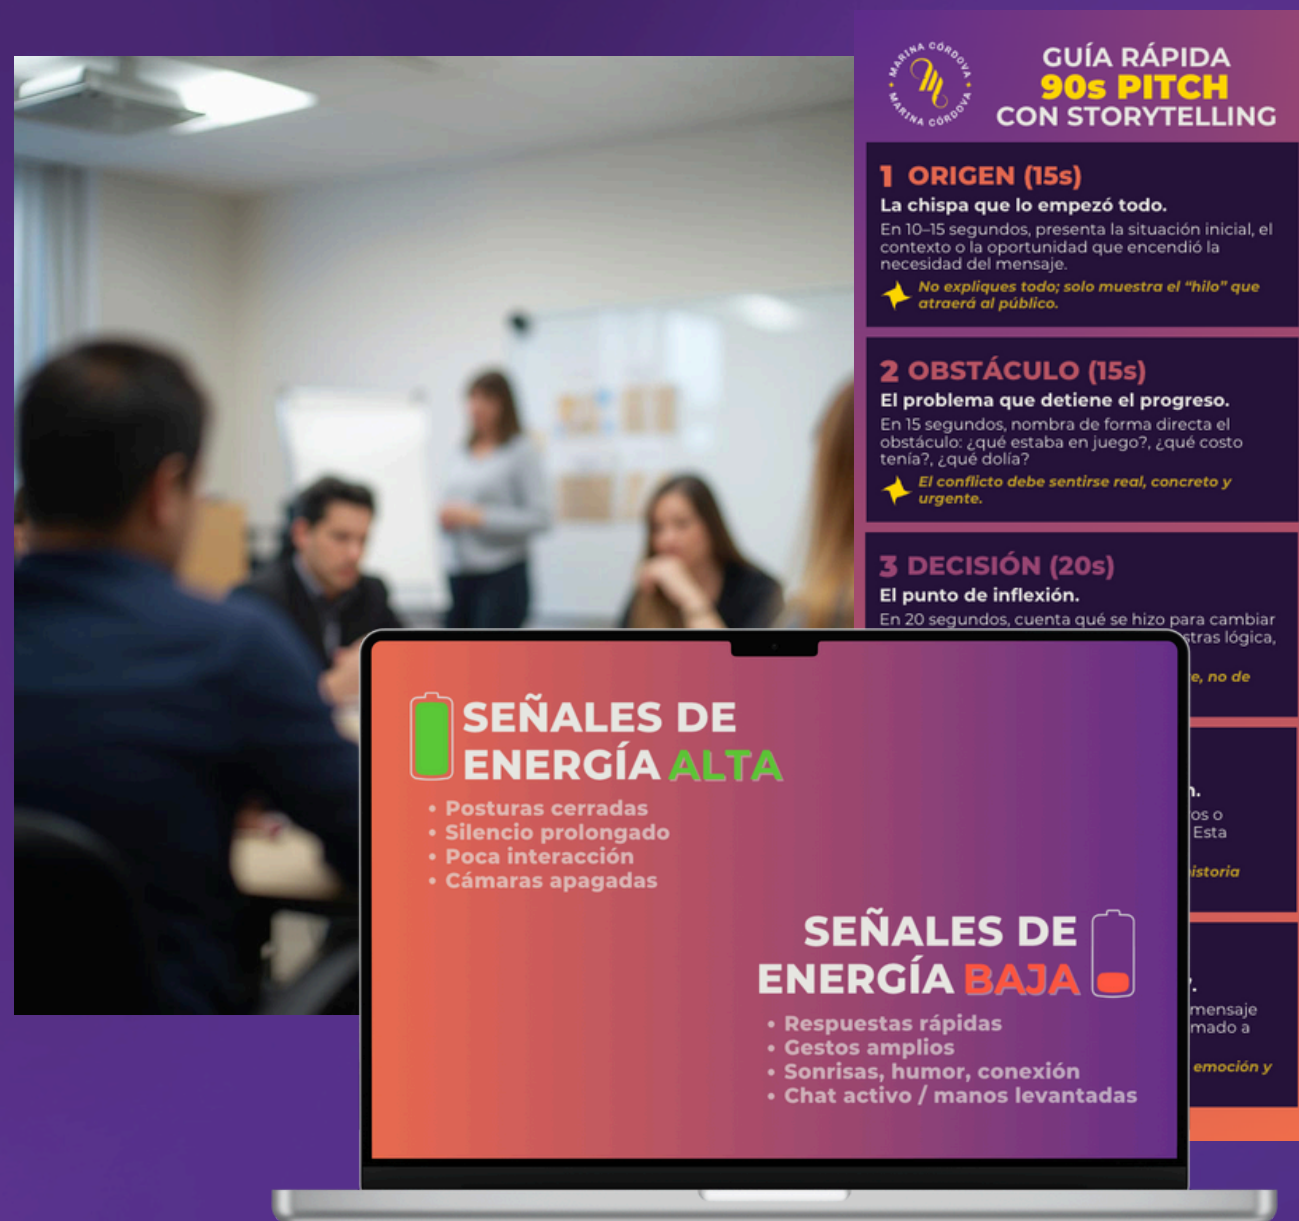 MARINA CÓRDOVA • MARINA CÓRDOVA •
GUÍA RÁPIDA
90s PITCH
CON STORYTELLING
1 ORIGEN (15s)
La chispa que lo empezó todo.
En 10–15 segundos, presenta la situación inicial, el
contexto o la oportunidad que encendió la
necesidad del mensaje.
No expliques todo; solo muestra el “hilo” que
atraerá al público.
2 OBSTÁCULO (15s)
El problema que detiene el progreso.
En 15 segundos, nombra de forma directa el
obstáculo: ¿qué estaba en juego?, ¿qué costo
tenía?, ¿qué dolía?
El conflicto debe sentirse real, concreto y
urgente.
3 DECISIÓN (20s)
El punto de inflexión.
En 20 segundos, cuenta qué se hizo para cambiar
lógica,
, no de
Esta
mensaje
a
emoción y
SEÑALES DE
ENERGÍA ALTA
• Posturas cerradas
• Silencio prolongado
• Poca interacción
• Cámaras apagadas
SEÑALES DE
ENERGÍA BAJA
• Respuestas rápidas
• Gestos amplios
• Sonrisas, humor, conexión
• Chat activo / manos levantadas